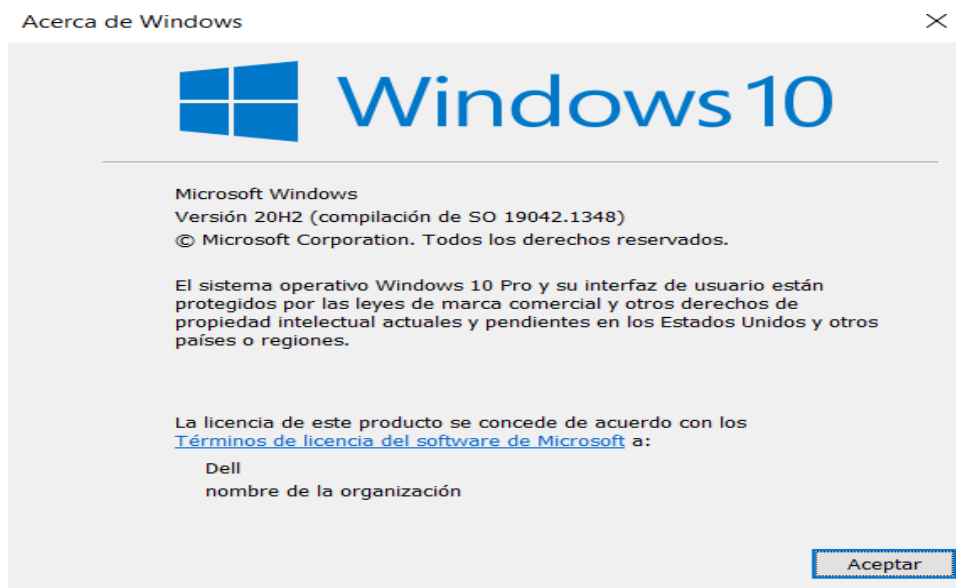 Acerca de Windows
Windows 10
Microsoft Windows
Versión 20H2 (compilación de SO 19042.1348)
© Microsoft Corporation. Todos los derechos reservados.
El sistema operativo Windows 10 Pro y su interfaz de usuario están
protegidos por las leyes de marca comercial y otros derechos de
propiedad intelectual actuales y pendientes en los Estados Unidos y otros
países o regiones.
La licencia de este producto se concede de acuerdo con los
Términos de licencia del software de Microsoft a:
Dell
nombre de la organización
Aceptar